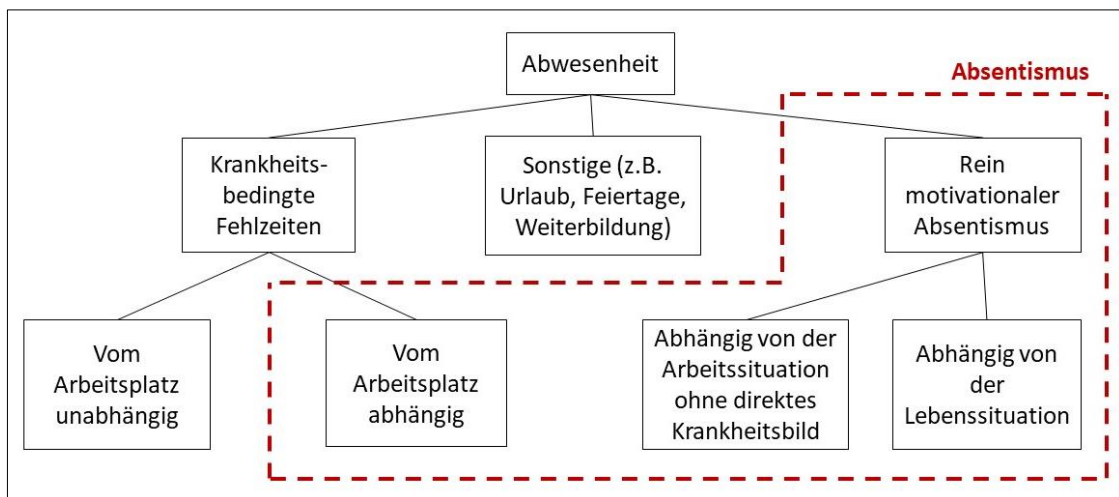 Abwesenheit
Absentismus
Krankheits-
bedingte
Fehlzeiten
Sonstige (z.B.
Urlaub, Feiertage,
Weiterbildung)
Rein
motivationaler
Absentismus
Vom
Arbeitsplatz
unabhängig
Vom
Arbeitsplatz
abhängig
Abhängig von der
Arbeitssituation
ohne direktes
Krankheitsbild
Abhängig von
der
Lebenssituation